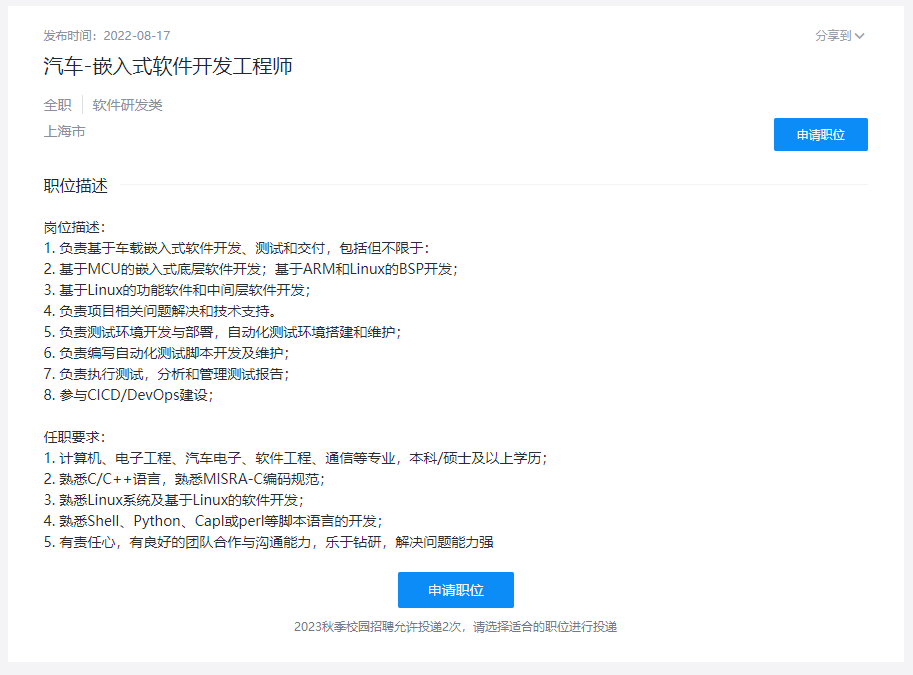 发布时间：2022-08-17
分享到
汽车-嵌入式软件开发工程师
全职 软件研发类
上海市
申请职位
职位描述
岗位描述：
1. 负责基于车载嵌入式软件开发、测试和交付，包括但不限于：
2. 基于MCU的嵌入式底层软件开发；基于ARM和Linux的BSP开发；
3. 基于Linux的功能软件和中间层软件开发；
4. 负责项目相关问题解决和技术支持。
5. 负责测试环境开发与部署，自动化测试环境搭建和维护；
6. 负责编写自动化测试脚本开发及维护；
7. 负责执行测试，分析和管理测试报告；
8. 参与CICD/DevOps建设；
任职要求：
1. 计算机、电子工程、汽车电子、软件工程、通信等专业，本科/硕士及以上学历；
2. 熟悉C/C++语言，熟悉MISRA-C编码规范；
3. 熟悉Linux系统及基于Linux的软件开发；
4. 熟悉Shell、Python、Capl或perl等脚本语言的开发；
5. 有责任心，有良好的团队合作与沟通能力，乐于钻研，解决问题能力强
申请职位
2023秋季校园招聘允许投递2次，请选择适合的职位进行投递